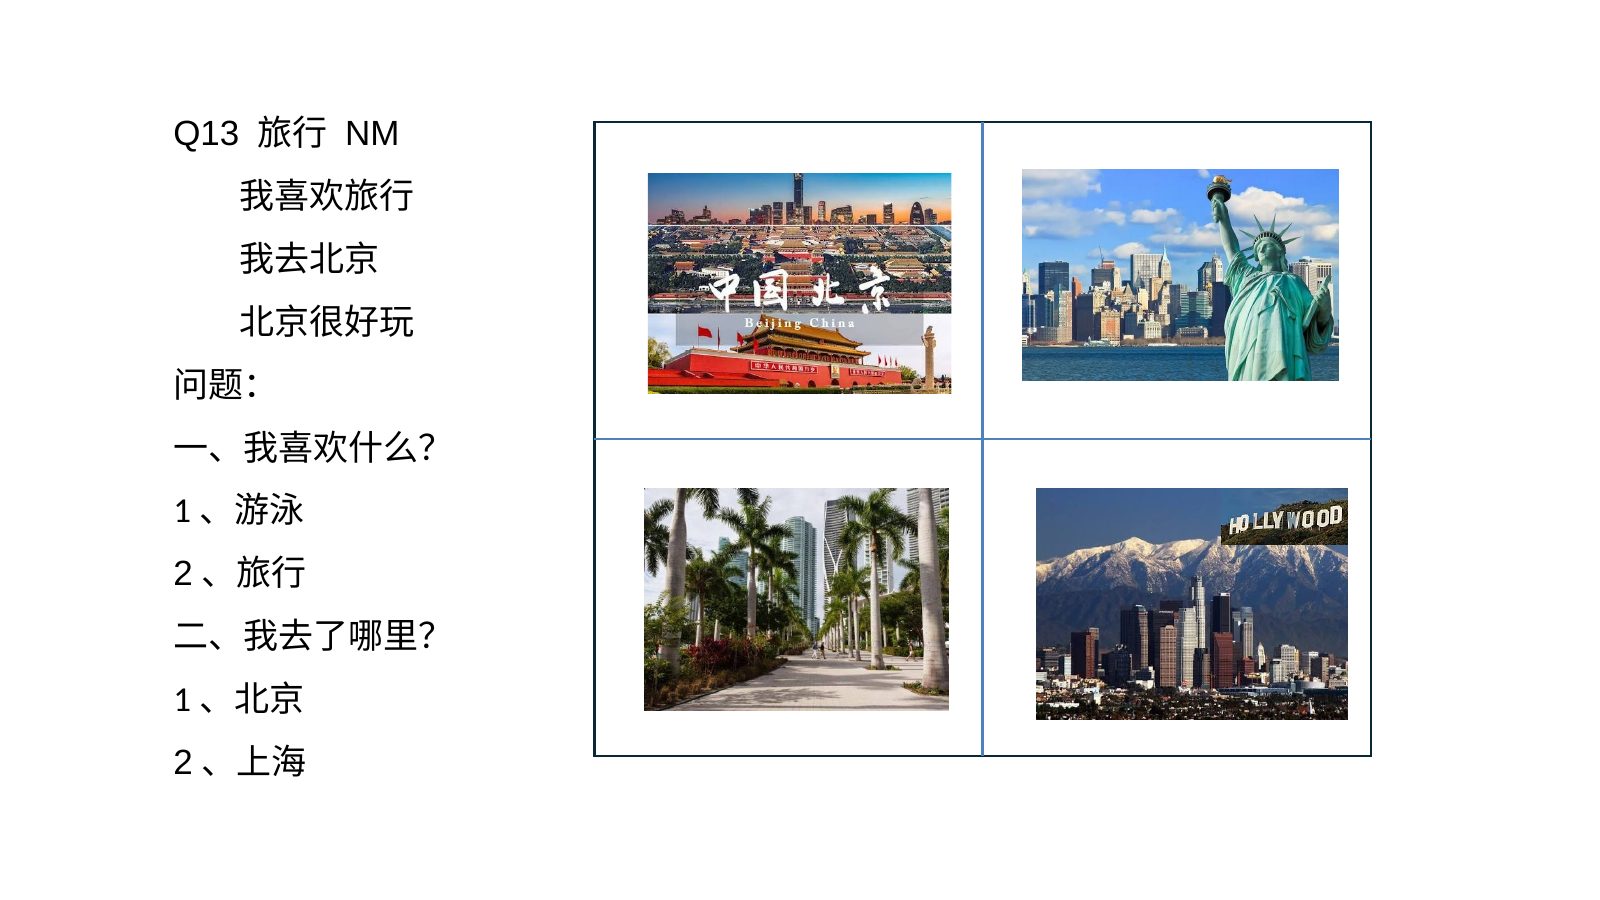 Q13 旅行 NM
我喜欢旅行
我去北京
北京很好玩
问题：
一、我喜欢什么？
1、游泳
2、旅行
二、我去了哪里？
1、北京
2、上海
中国北京
Beijing China
HOLLYWOOD